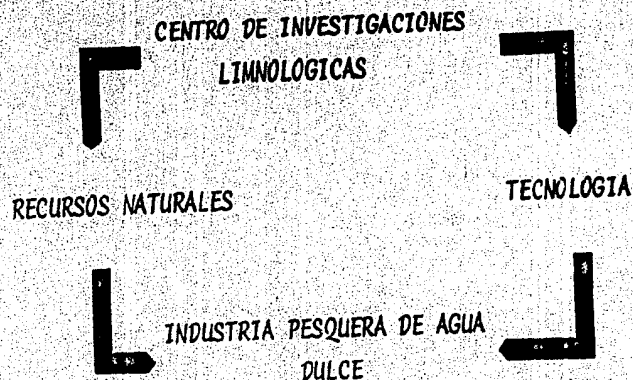 CENTRO DE INVESTIGACIONES
LIMNOLOGICAS
RECURSOS NATURALES
TECNOLOGIA
INDUSTRIA PESQUERA DE AGUA
DULCE